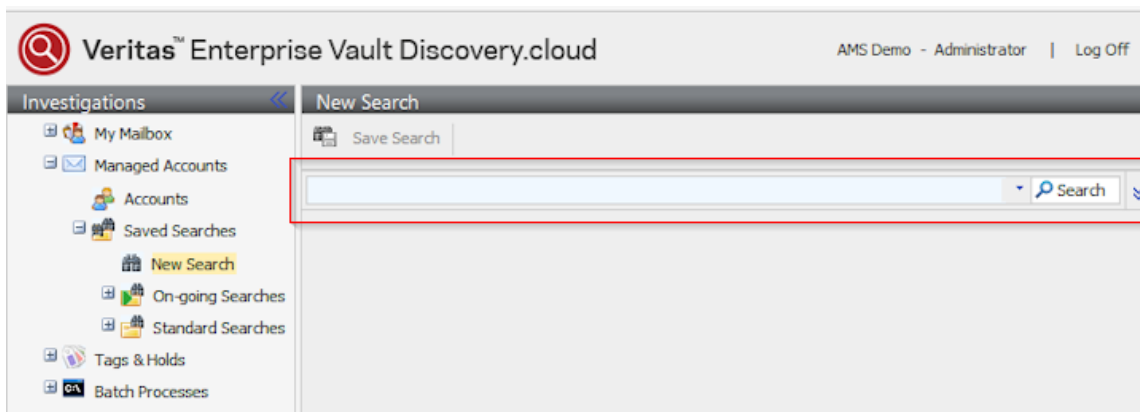 Veritas™ Enterprise Vault Discovery.cloud
AMS Demo - Administrator | Log Off
Investigations
New Search
My Mailbox
Save Search
Managed Accounts
Accounts
Search
Saved Searches
New Search
On-going Searches
Standard Searches
Tags & Holds
Batch Processes